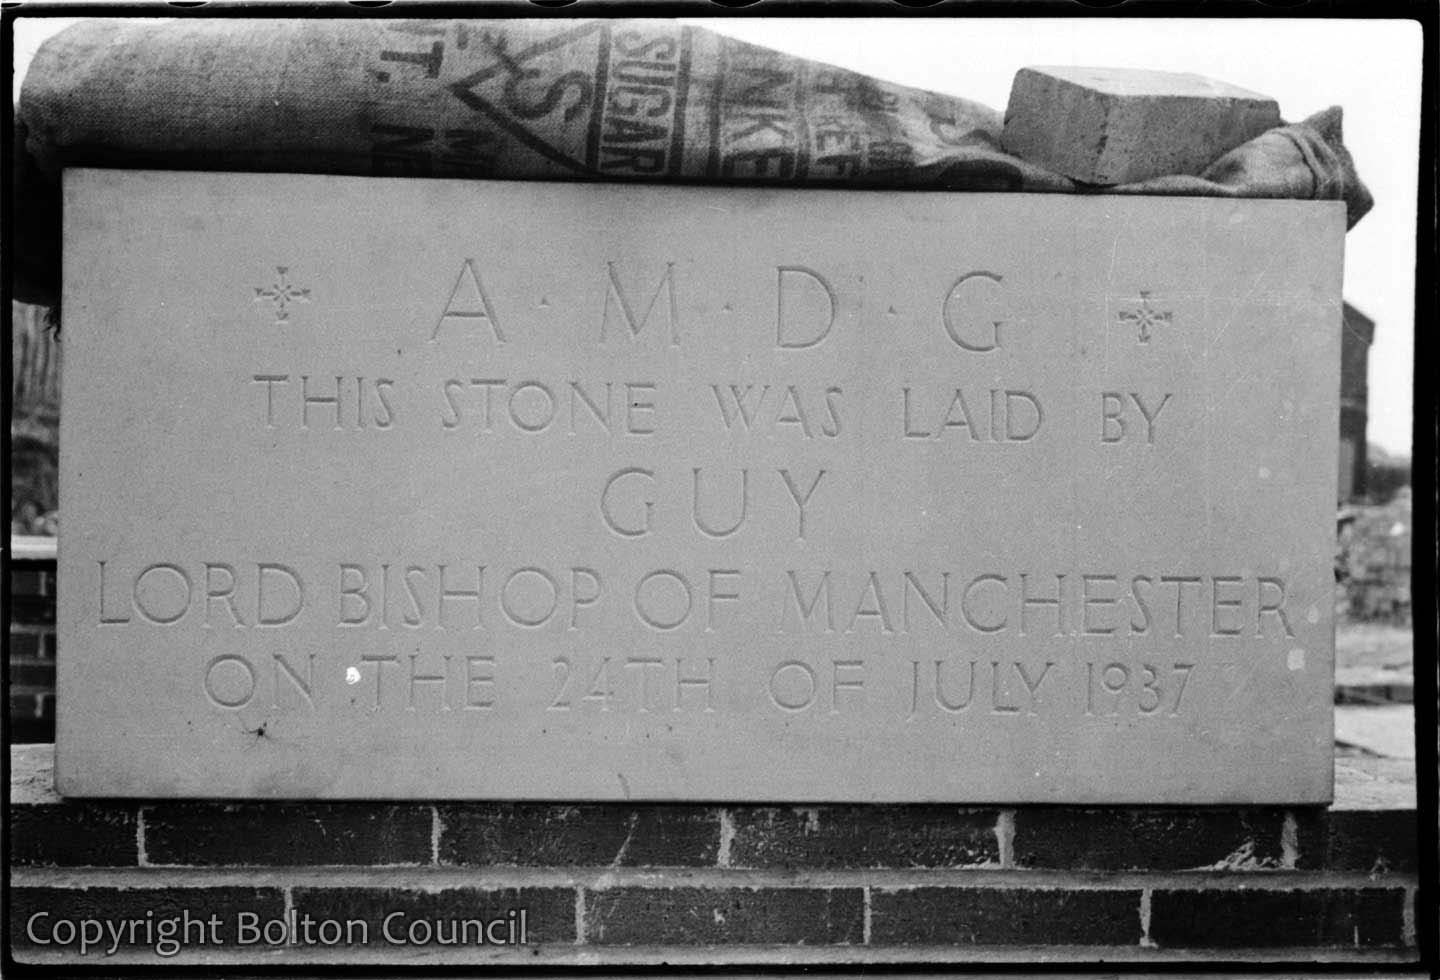 SUGAR
A · M · D · G
THIS STONE WAS LAID BY
GUY
LORD BISHOP OF MANCHESTER
ON THE 24TH OF JULY 1937
Copyright Bolton Council